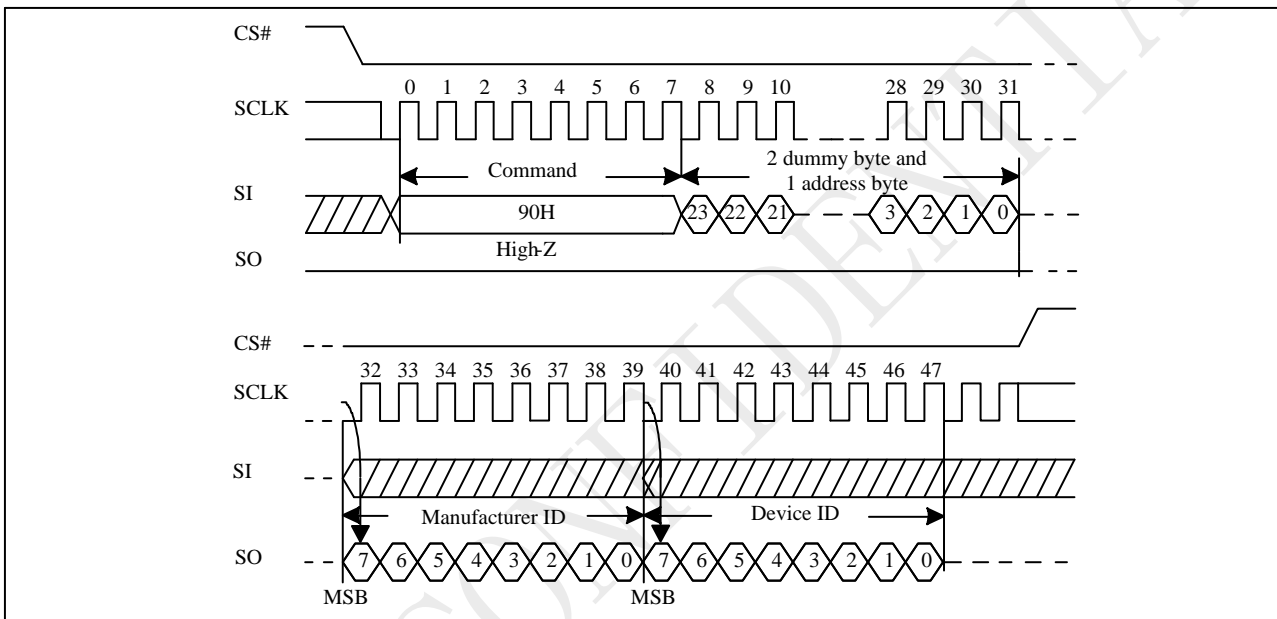 CS#
0 1 2 3 4 5 6 7 8 9 10 28 29 30 31
SCLK
Command
2 dummy byte and
1 address byte
SI
90H
23 22 21 3 2 1 0
High-Z
SO
CS#
32 33 34 35 36 37 38 39 40 41 42 43 44 45 46 47
SCLK
SI
Manufacturer ID
Device ID
SO
7 6 5 4 3 2 1 0 7 6 5 4 3 2 1 0
MSB MSB
CONFIDENTIA